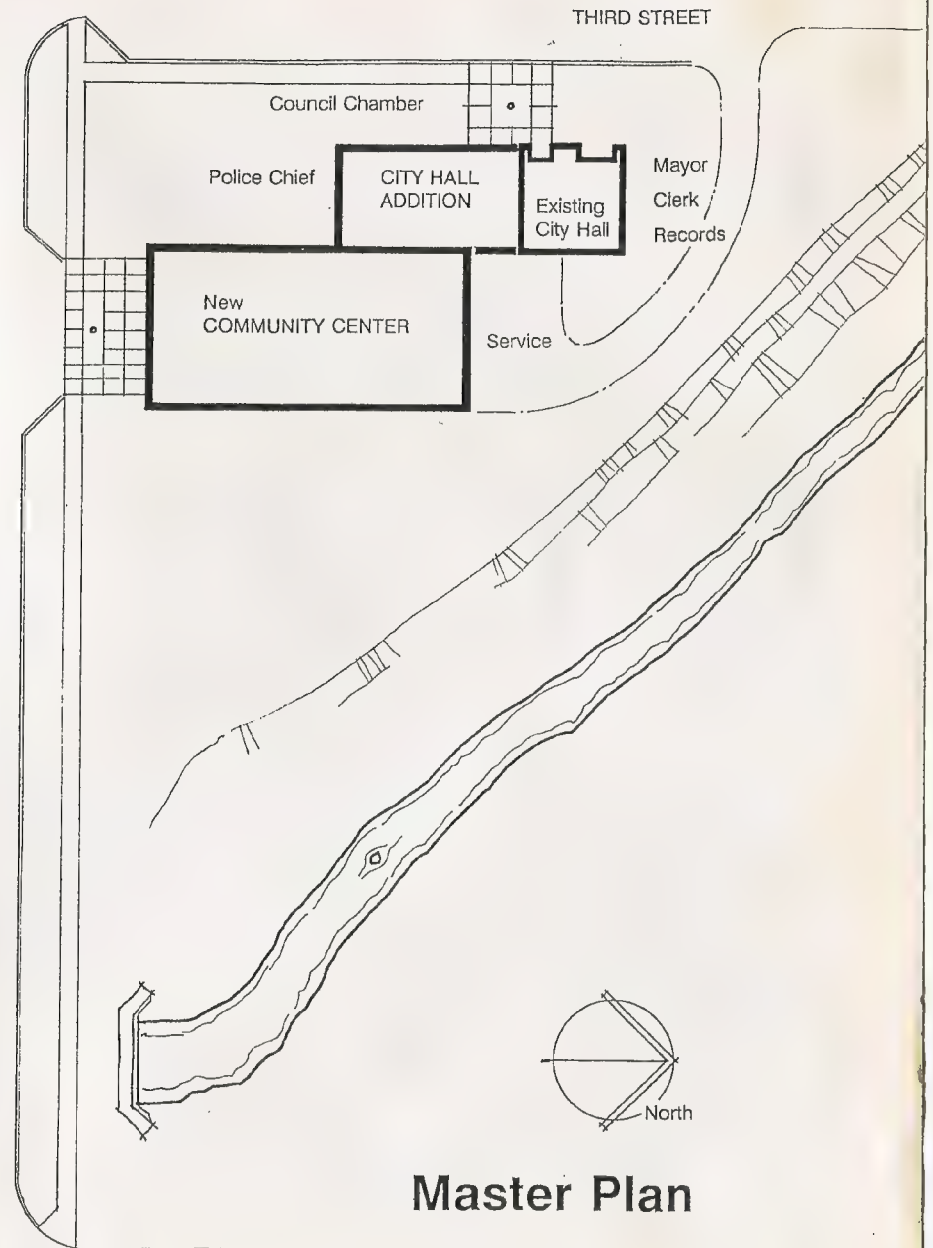 THIRD STREET
Council Chamber
Police Chief
CITY HALL
ADDITION
Existing
City Hall
Mayor
Clerk
Records
New
COMMUNITY CENTER
Service
North
Master Plan